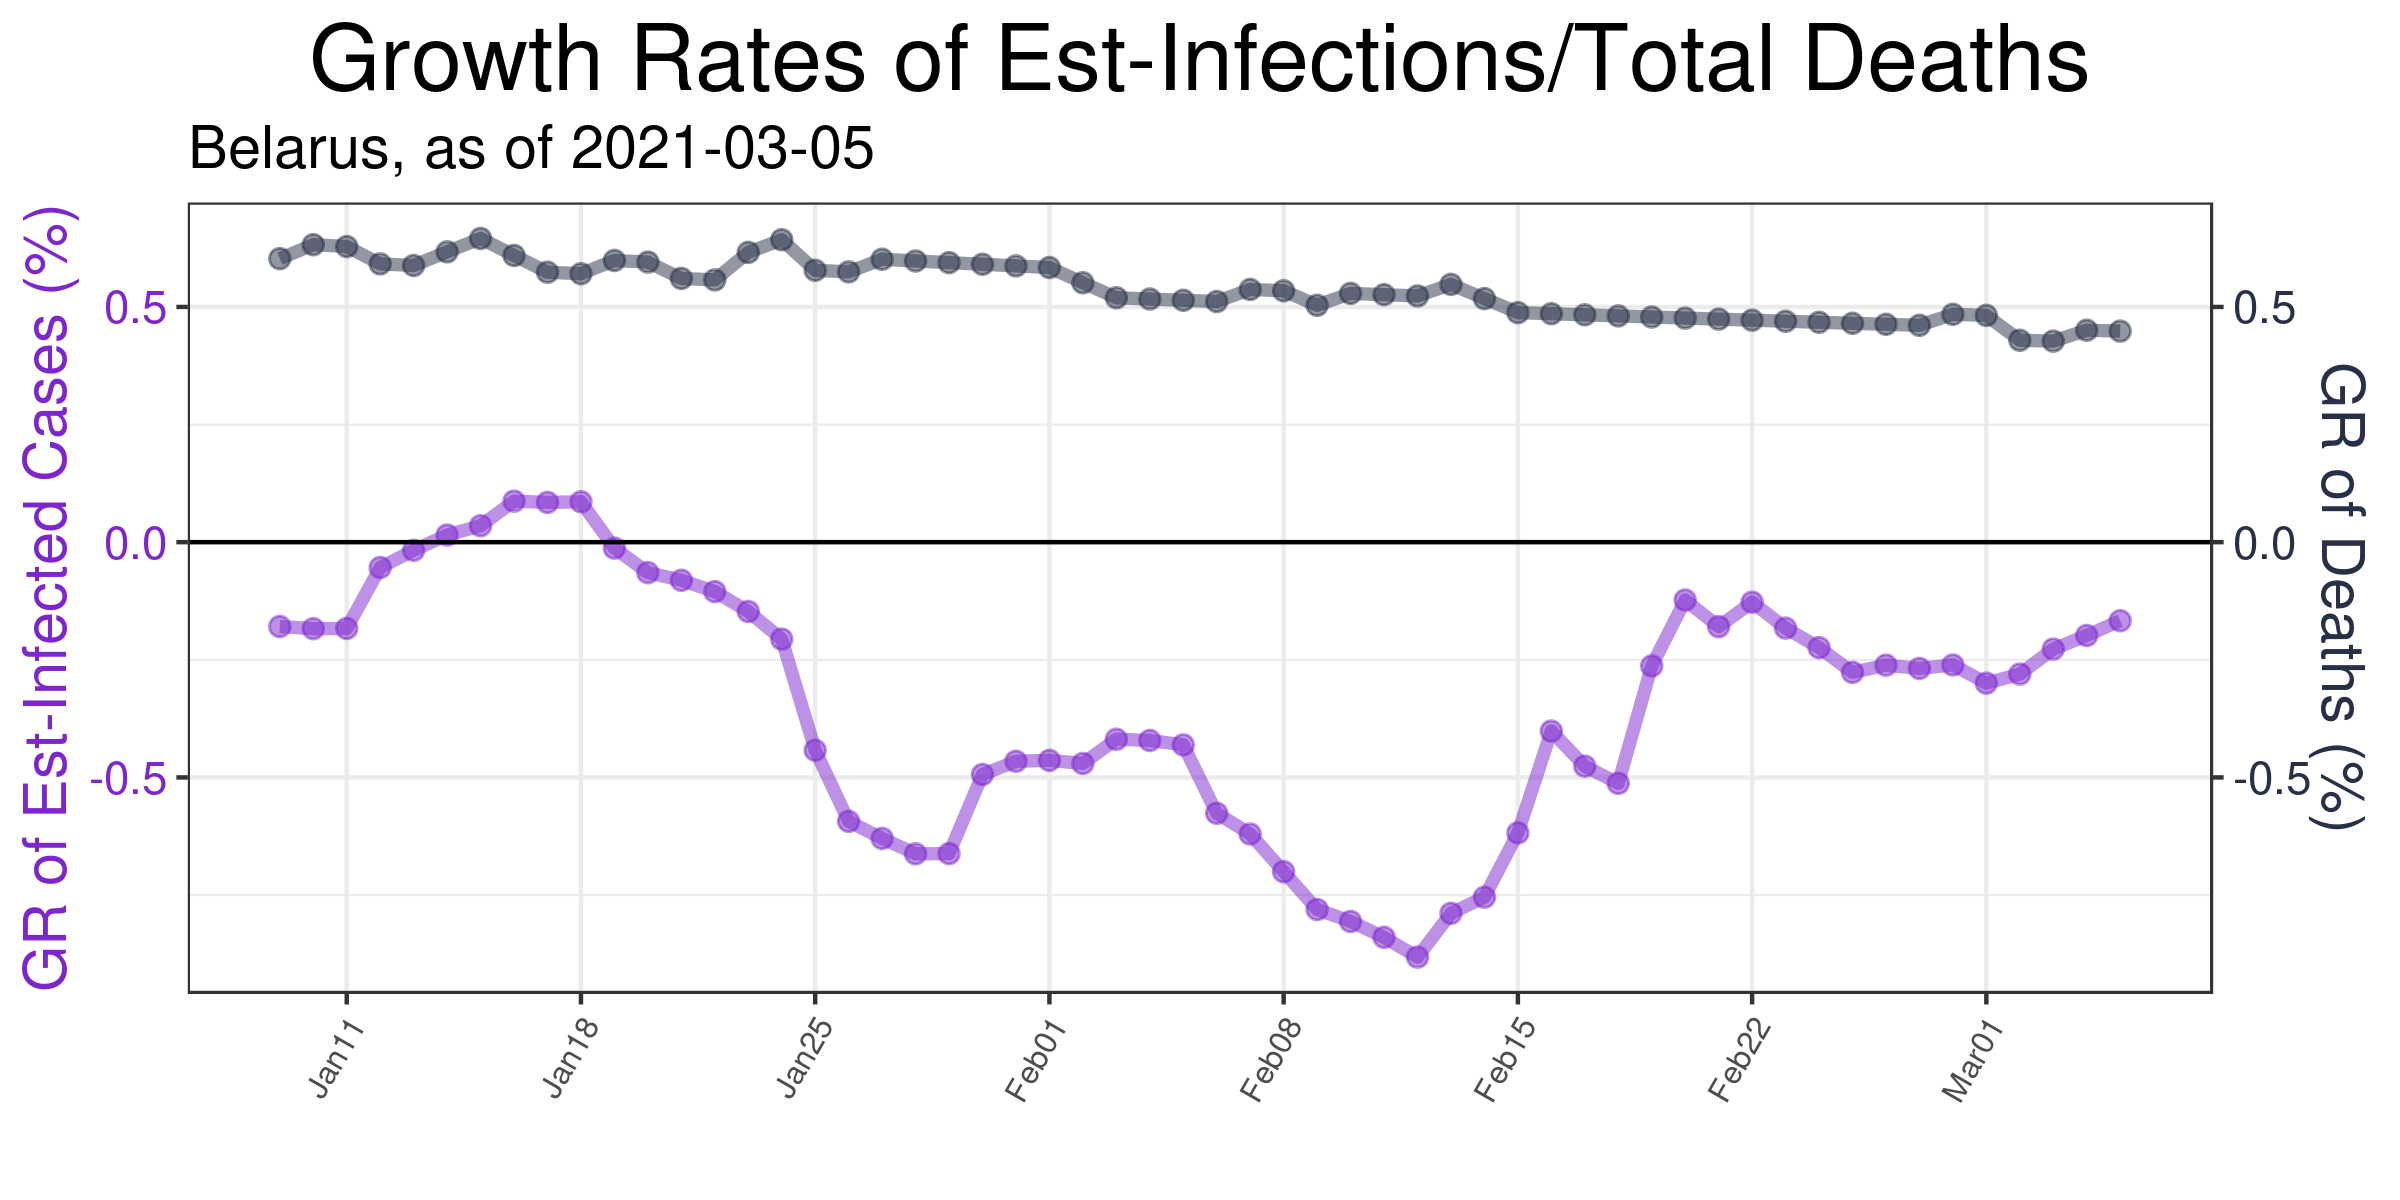 Growth Rates of Est-Infections/Total Deaths
Belarus, as of 2021-03-05
GR of Est-Infected Cases (%)
0.5
0.0
-0.5
0.5
0.0
-0.5
GR of Deaths (%)
Jan11
Jan18
Jan25
Feb01
Feb08
Feb15
Feb22
Mar01